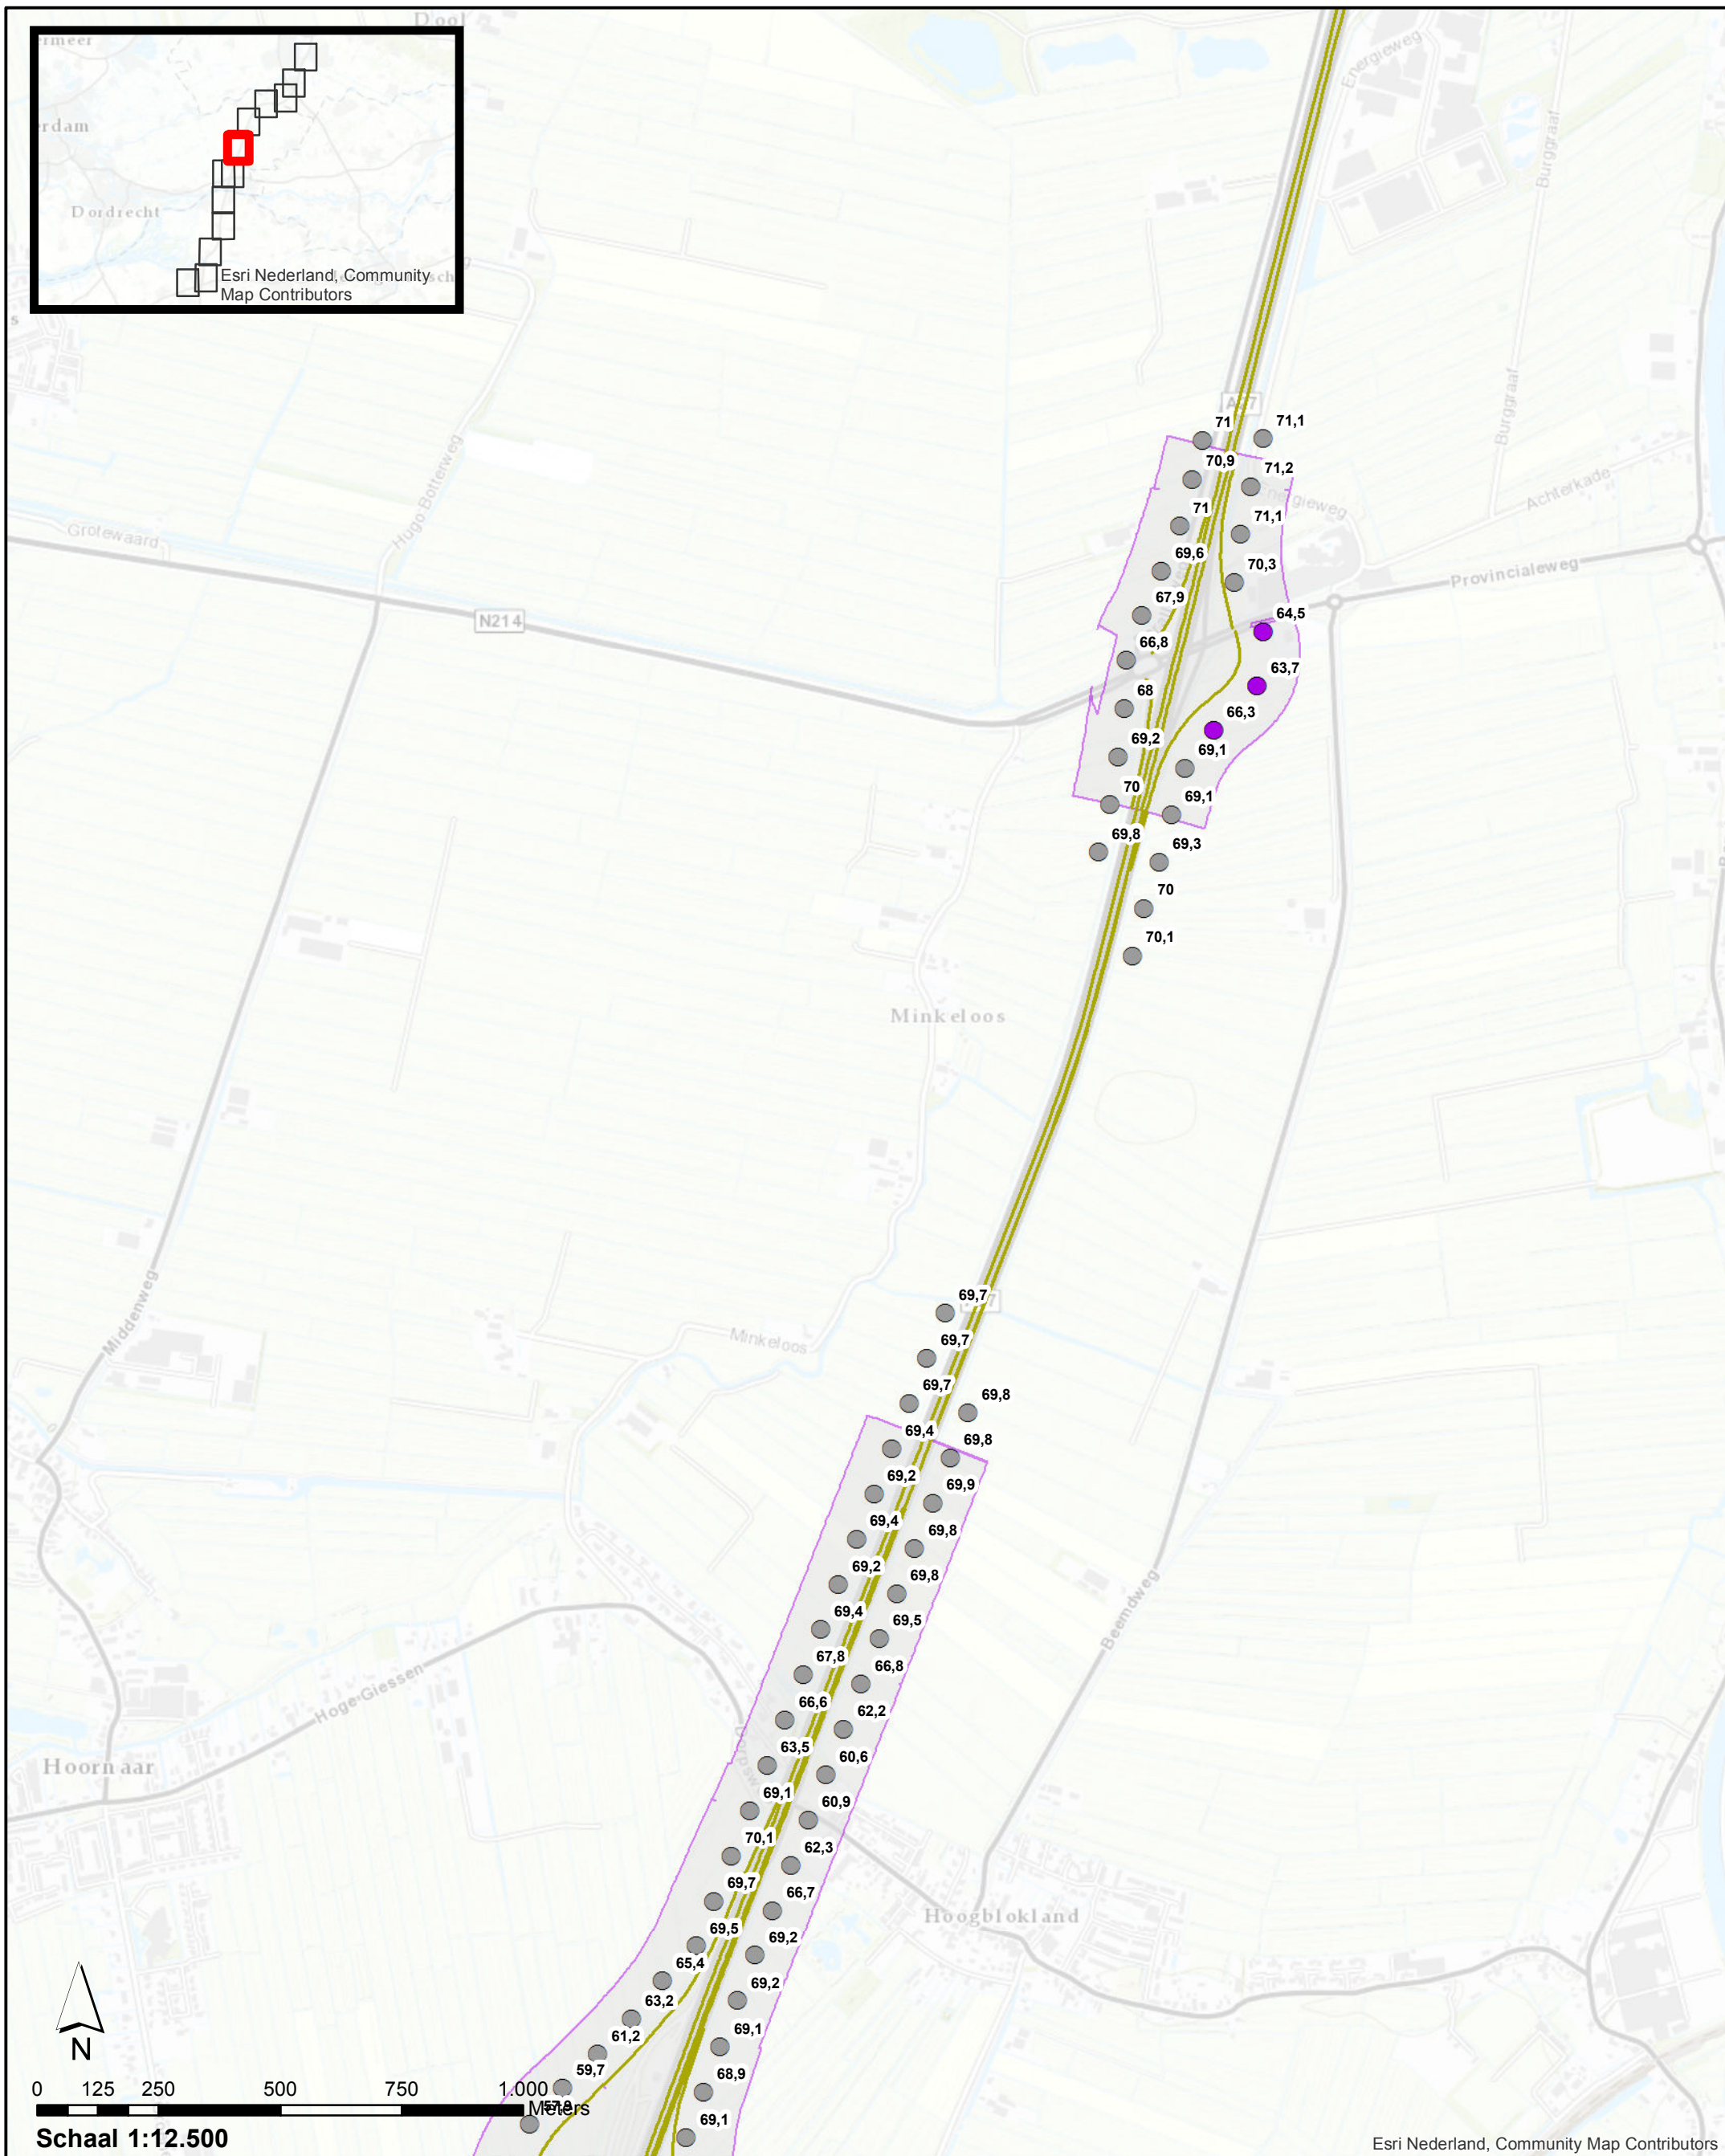 Dool
ermeer
erdam
Dordrecht
sch
Esri Nederland, Community
Map Contributors
s
Energieweg
Burggraaf
Burggraaf
Hugo Botterweg
Grotewaard
N214
A27
71
71,1
70,9
71,2
Energieweg
Achterkade
71
71,1
69,6
70,3
Provincialeweg
67,9
64,5
66,8
63,7
68
66,3
69,2
69,1
70
69,1
69,8
69,3
70
70,1
Minkeloos
69,7
Middenweg
Minkeloos
69,7
69,7
69,8
69,4
69,8
69,2
69,9
69,4
69,8
69,2
69,8
69,4
69,5
Beemdweg
67,8
66,8
Hoge Giessen
66,6
62,2
63,5
60,6
Hoornaar
69,1
60,9
70,1
62,3
69,7
66,7
Hoogblokland
69,5
69,2
65,4
69,2
63,2
69,1
61,2
68,9
59,7
69,1
N
0 125 250 500 750 1.000
Meters
Schaal 1:12.500
Esri Nederland, Community Map Contributors